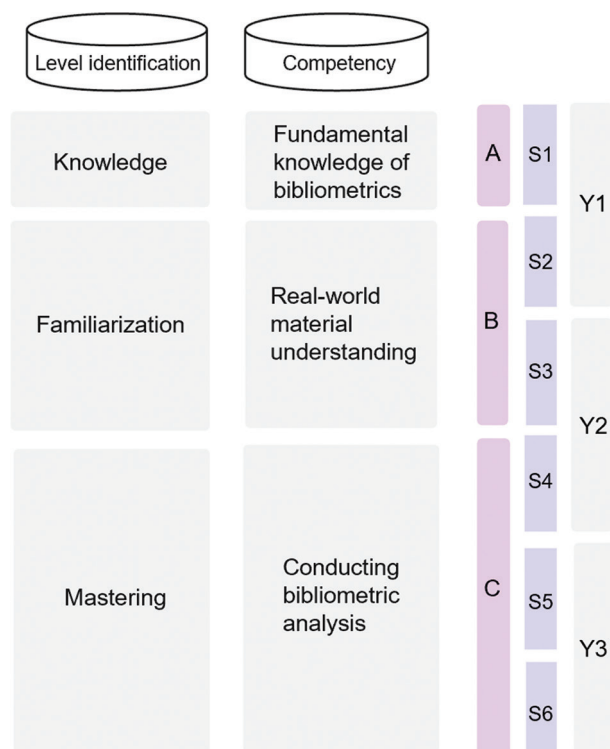 Level identification
Competency
Knowledge
Fundamental
knowledge of
bibliometrics
A
S1
Y1
S2
Familiarization
Real-world
material
understanding
B
S3
Y2
S4
Mastering
Conducting
bibliometric
analysis
C
S5
Y3
S6